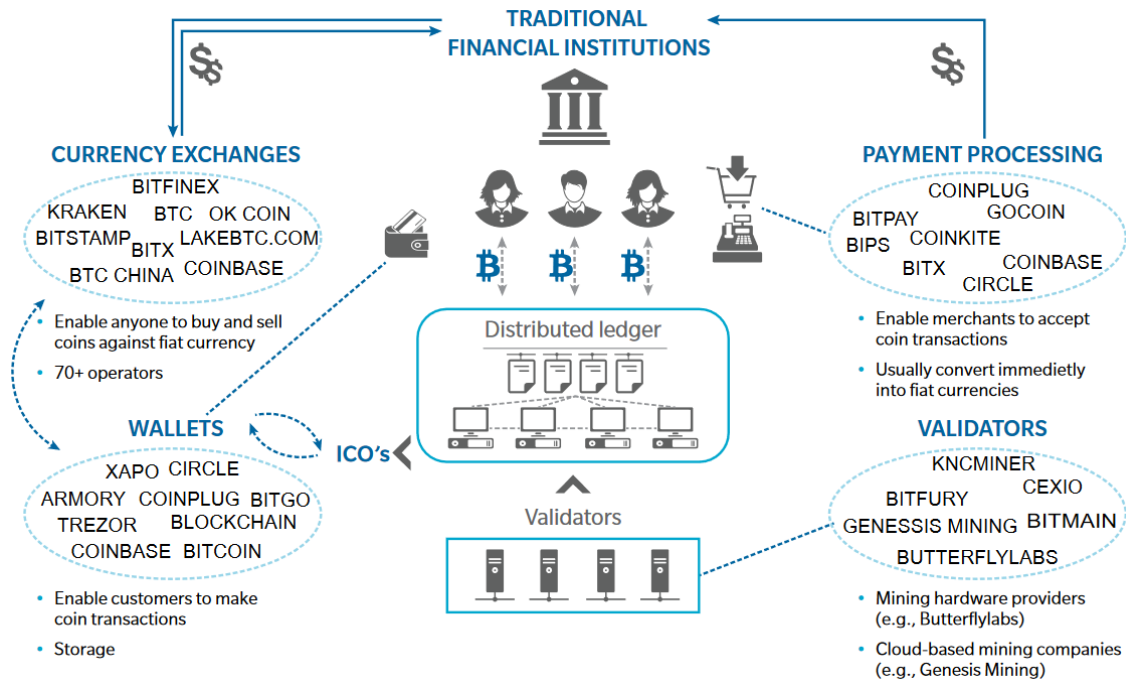 TRADITIONAL
FINANCIAL INSTITUTIONS
CURRENCY EXCHANGES
BITFINEX
KRAKEN BTC OK COIN
BITSTAMP BITX LAKEBTC.COM
BTC CHINA COINBASE
• Enable anyone to buy and sell
coins against fiat currency
• 70+ operators
WALLETS
XAPO CIRCLE
ARMORY COINPLUG BITGO
TREZOR BLOCKCHAIN
COINBASE BITCOIN
• Enable customers to make
coin transactions
• Storage
ICO's
Distributed ledger
Validators
PAYMENT PROCESSING
COINPLUG
GOCOIN
BITPAY
BIPS COINKITE
BITX COINBASE
CIRCLE
• Enable merchants to accept
coin transactions
• Usually convert immedietly
into fiat currencies
VALIDATORS
KNCMINER
CEXIO
BITFURY
GENESSIS MINING BITMAIN
BUTTERFLYLABS
• Mining hardware providers
(e.g., Butterflylabs)
• Cloud-based mining companies
(e.g., Genesis Mining)